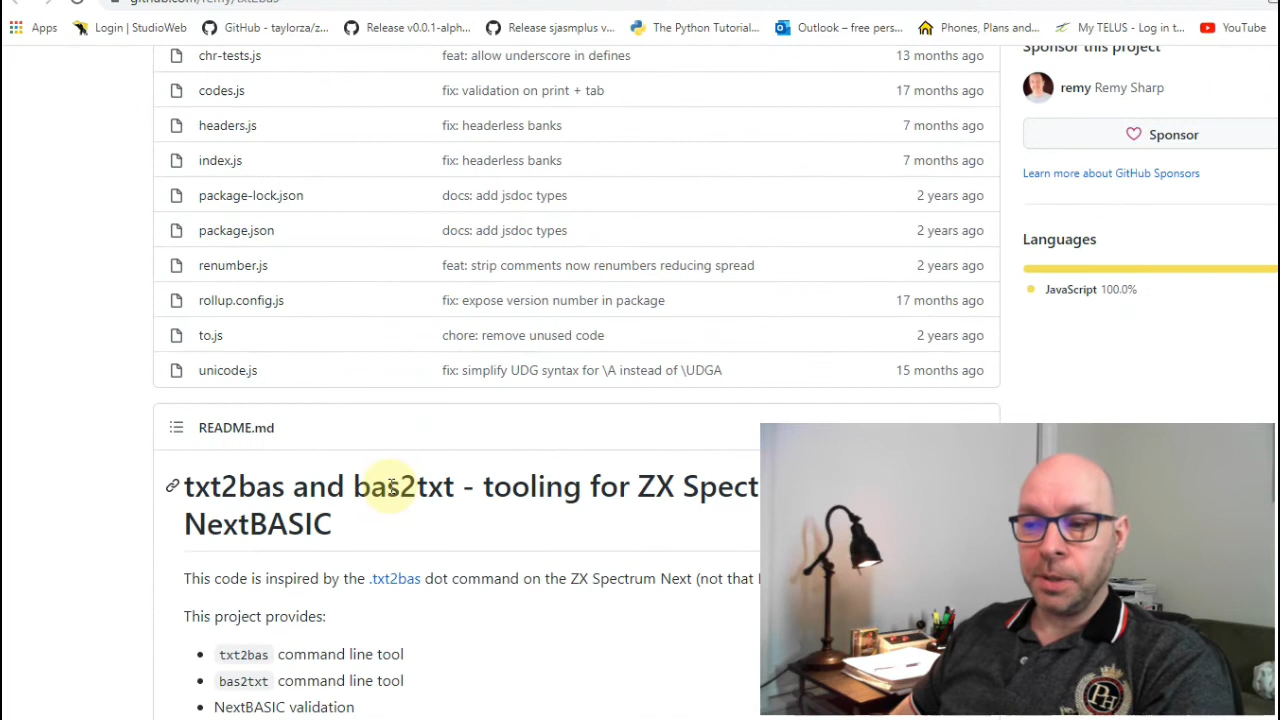 Apps Login | StudioWeb GitHub - taylorza/z... Release v0.0.1-alph... Release sjasmplus v... The Python Tutorial... Outlook – free pers... Phones, Plans and... My TELUS - Log in t... YouTube
Sponsor this project
chr-tests.js feat: allow underscore in defines 13 months ago
remy Remy Sharp
codes.js fix: validation on print + tab 17 months ago
headers.js fix: headerless banks 7 months ago
Sponsor
index.js fix: headerless banks 7 months ago
Learn more about GitHub Sponsors
package-lock.json docs: add jsdoc types 2 years ago
package.json docs: add jsdoc types 2 years ago
Languages
renumber.js feat: strip comments now renumbers reducing spread 2 years ago
JavaScript 100.0%
rollup.config.js fix: expose version number in package 17 months ago
to.js chore: remove unused code 2 years ago
unicode.js fix: simplify UDG syntax for \A instead of \UDGA 15 months ago
README.md
txt2bas and bas2txt - tooling for ZX Spect
NextBASIC
This code is inspired by the .txt2bas dot command on the ZX Spectrum Next (not that
This project provides:
txt2bas command line tool
bas2txt command line tool
NextBASIC validation
PH